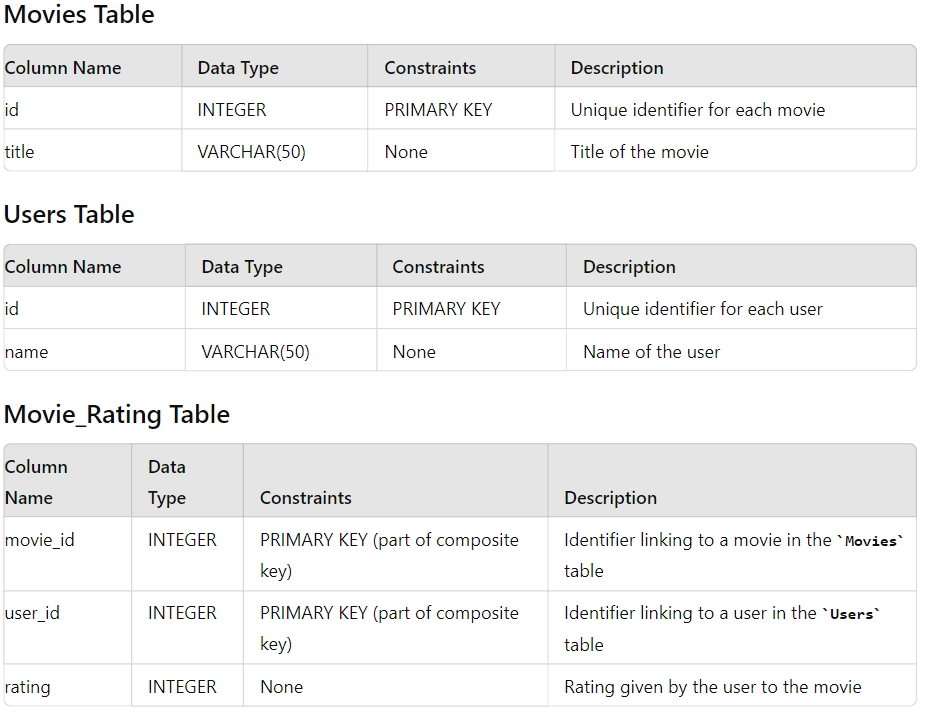 Movies Table
Column Name Data Type Constraints Description
id INTEGER PRIMARY KEY Unique identifier for each movie
title VARCHAR(50) None Title of the movie
Users Table
Column Name Data Type Constraints Description
id INTEGER PRIMARY KEY Unique identifier for each user
name VARCHAR(50) None Name of the user
Movie_Rating Table
Column Data
Name Type Constraints Description
movie_id INTEGER PRIMARY KEY (part of composite Identifier linking to a movie in the `Movies`
key) table
user_id INTEGER PRIMARY KEY (part of composite Identifier linking to a user in the `Users`
key) table
rating INTEGER None Rating given by the user to the movie